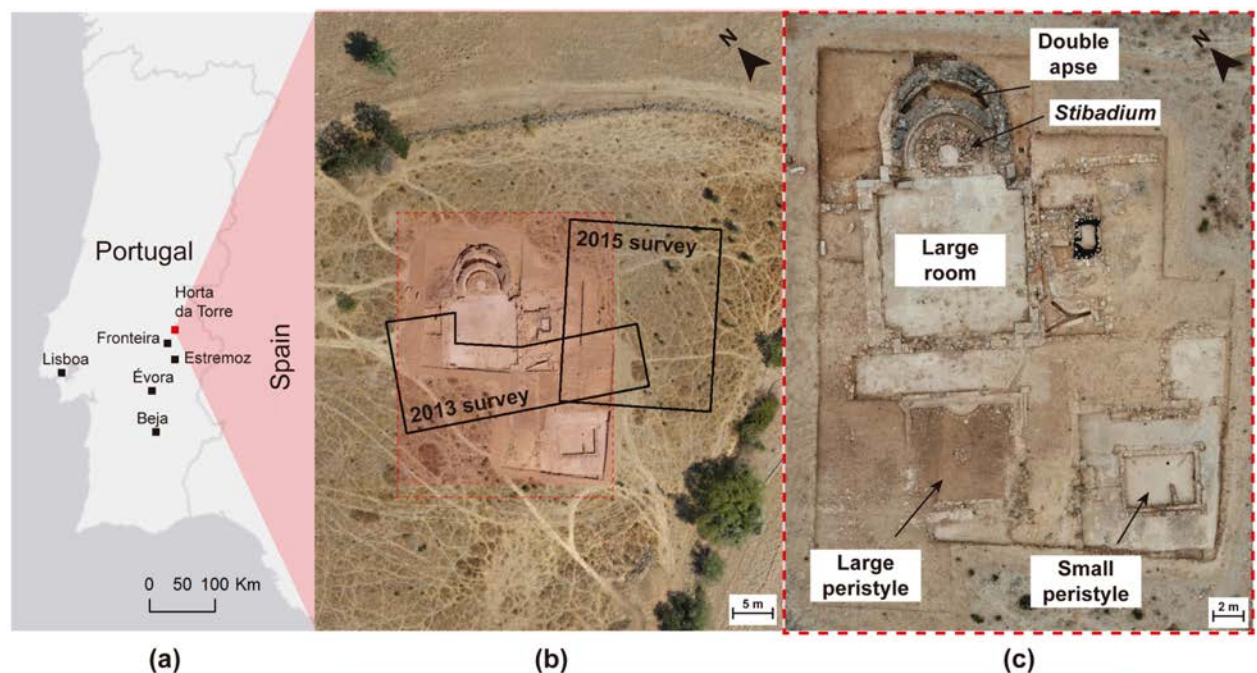 Portugal
Horta
da Torre
Fronteira
Lisboa
Estremoz
Évora
Beja
Spain
0 50 100 Km
(a)
N
2015 survey
2013 survey
5 m
(b)
N
Double
apse
Stibadium
Large
room
Large
peristyle
Small
peristyle
2 m
(c)